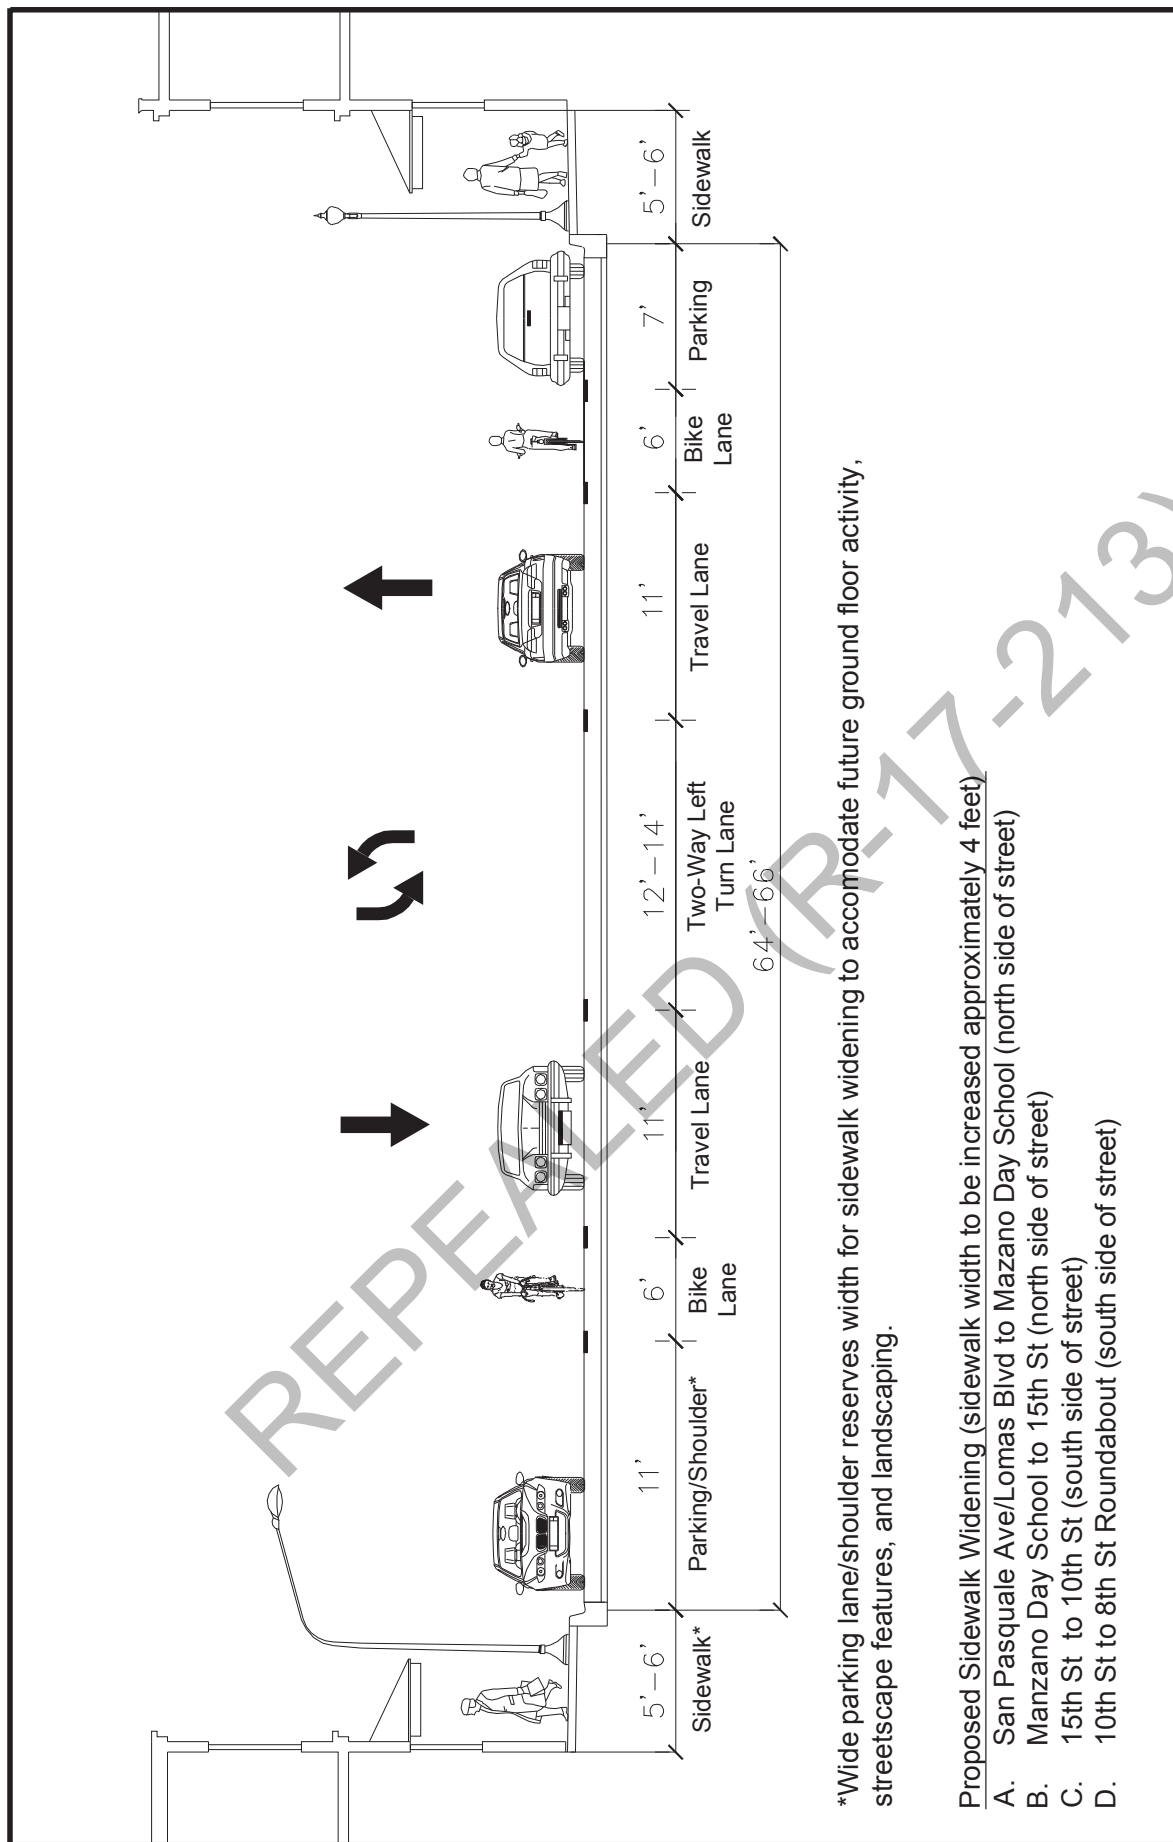 5'-6' 11' 6' 11' 12'-14' 11' 6' 7' 5'-6'
Sidewalk* Parking/Shoulder* Bike Travel Lane Two-Way Left Travel Lane Bike Parking Sidewalk
Lane Turn Lane Lane
64'-66'
*Wide parking lane/shoulder reserves width for sidewalk widening to accomodate future ground floor activity,
streetscape features, and landscaping.
Proposed Sidewalk Widening (sidewalk width to be increased approximately 4 feet)
A. San Pasquale Ave/Lomas Blvd to Mazano Day School (north side of street)
B. Manzano Day School to 15th St (north side of street)
C. 15th St to 10th St (south side of street)
D. 10th St to 8th St Roundabout (south side of street)
REPEALED (R-17-213)